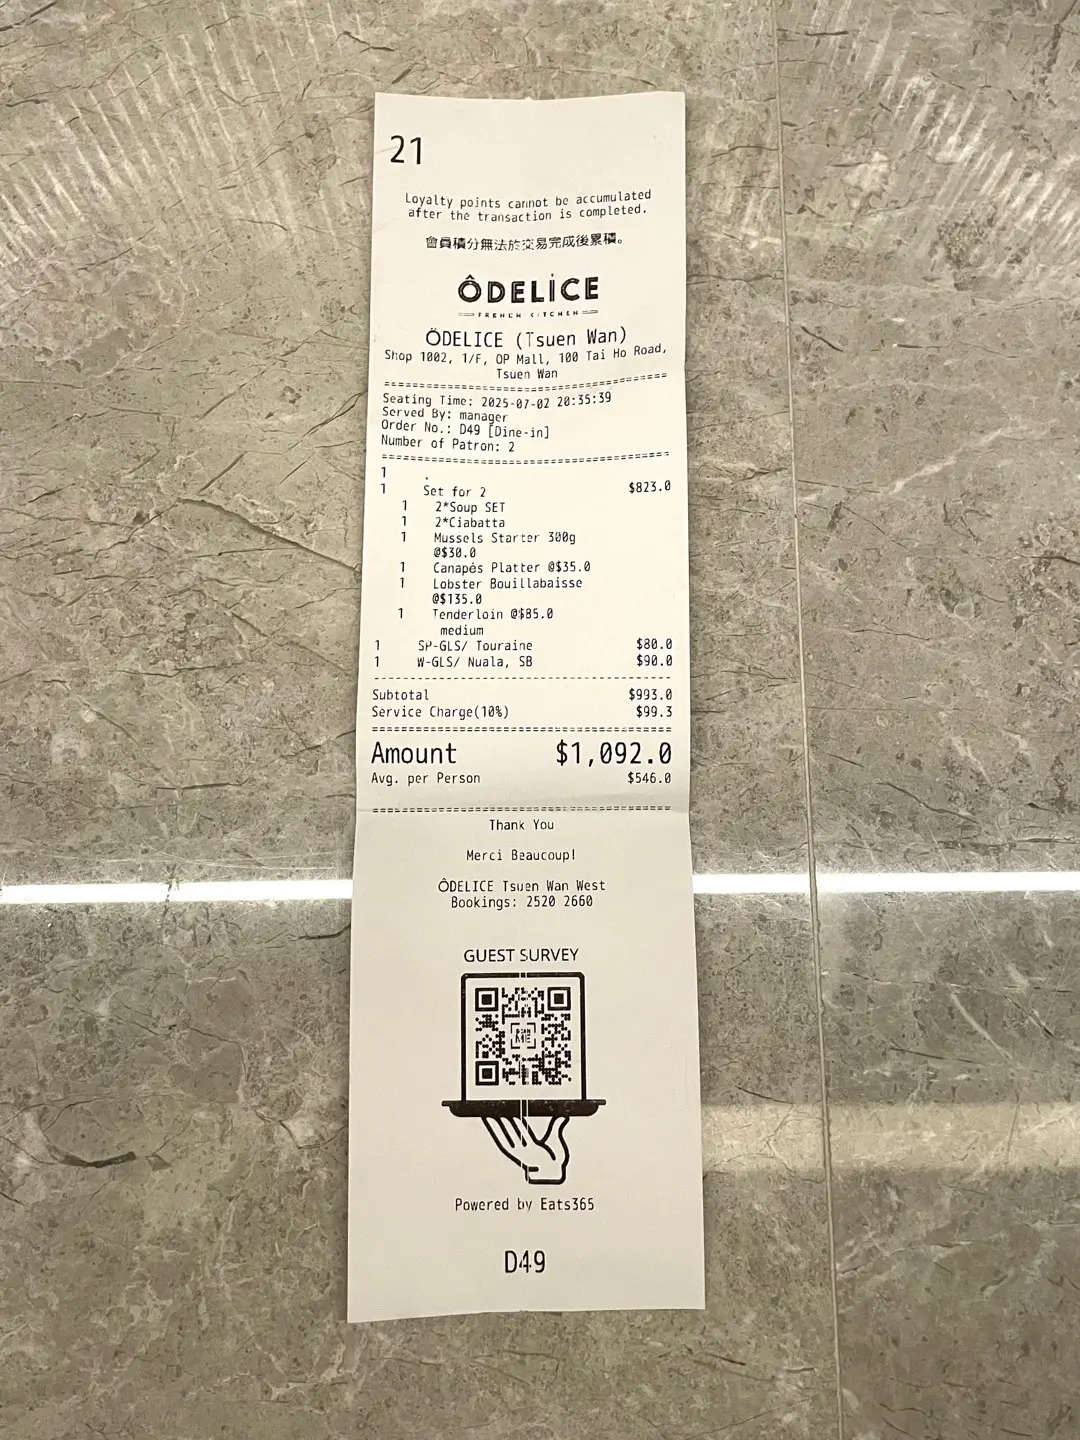 21
Loyalty points cannot be accumulated
after the transaction is completed.
會員積分無法於交易完成後累積。
ÔDELICE
FRENCH KITCHEN
ÖDELICE (Tsuen Wan)
Shop 1002, 1/F, OP Mall, 100 Tai Ho Road,
Tsuen Wan
Seating Time: 2025-07-02 20:35:39
Served By: manager
Order No.: D49 [Dine-in]
Number of Patron: 2
1 .
1 Set for 2 $823.0
1 2*Soup SET
1 2*Ciabatta
1 Mussels Starter 300g
@$30.0
1 Canapés Platter @$35.0
1 Lobster Bouillabaisse
@$135.0
1 Tenderloin @$85.0
medium
1 SP-GLS/ Touraine $80.0
1 W-GLS/ Nuala, SB $90.0
Subtotal $993.0
Service Charge(10%) $99.3
Amount $1,092.0
Avg. per Person $546.0
Thank You
Merci Beaucoup!
ÔDELICE Tsuen Wan West
Bookings: 2520 2660
GUEST SURVEY
SCAN
ME
Powered by Eats365
D49